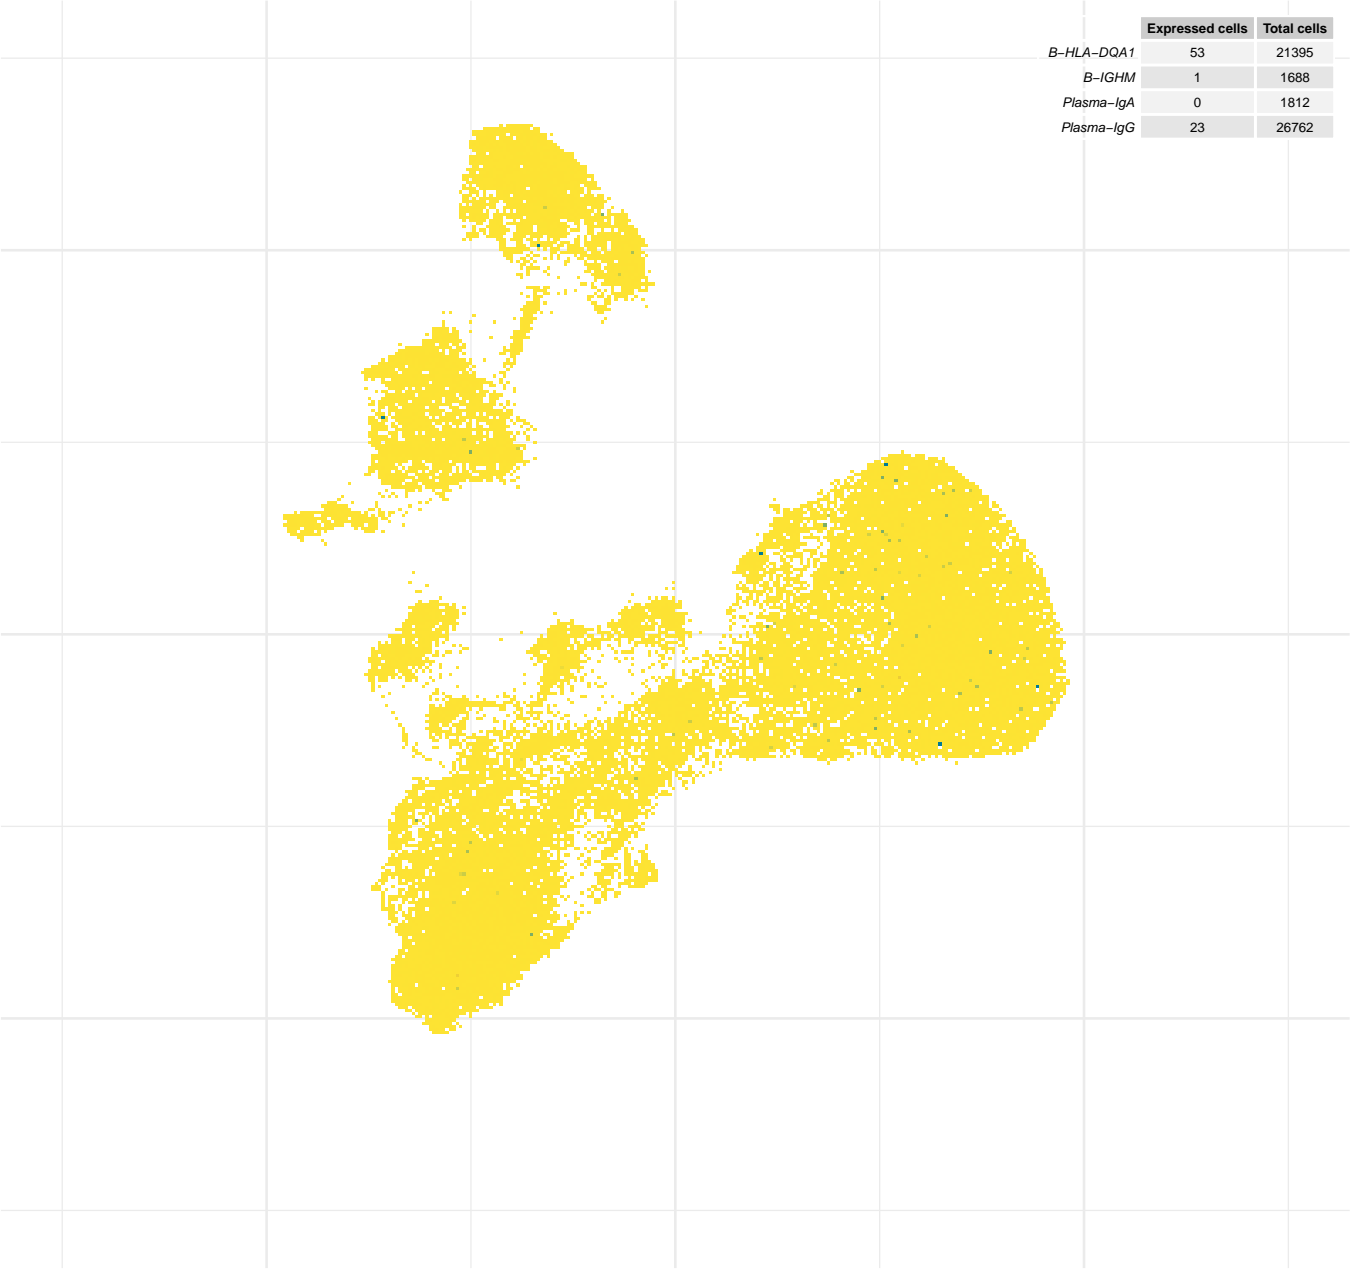 Expressed cells Total cells
B−HLA−DQA1 53 21395
B−IGHM 1 1688
Plasma−IgA 0 1812
Plasma−IgG 23 26762